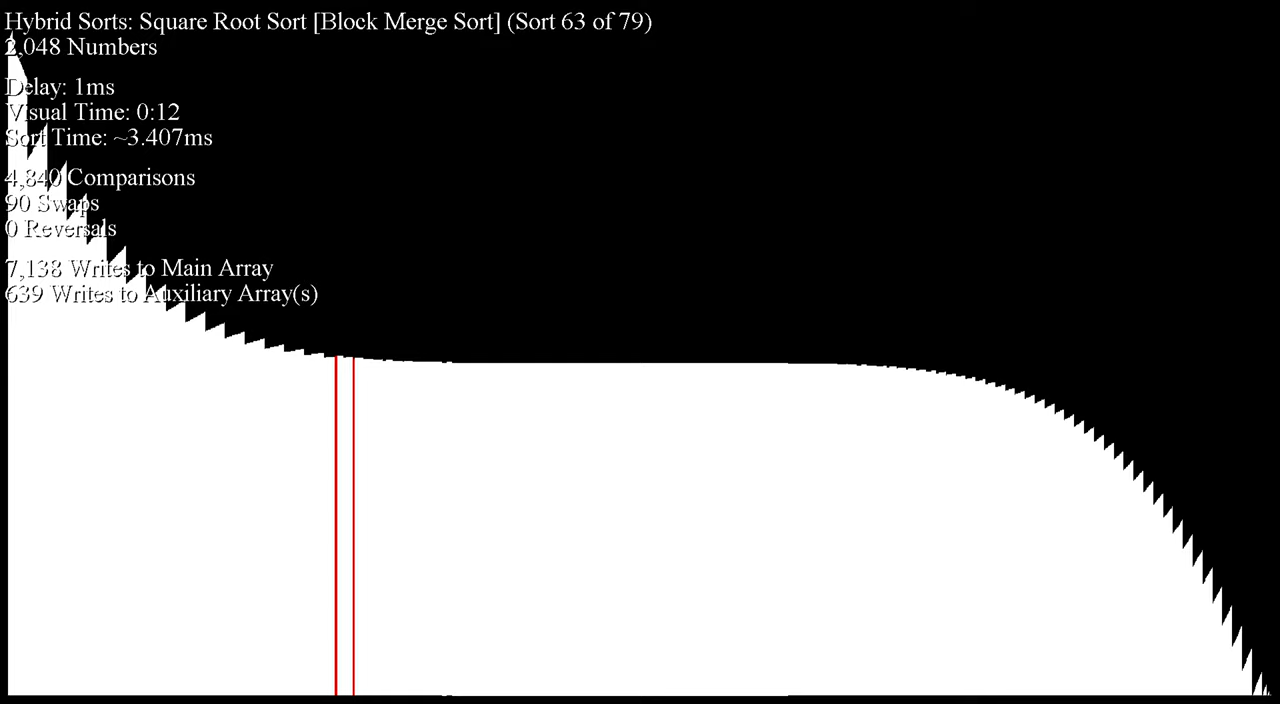 Hybrid Sorts: Square Root Sort [Block Merge Sort] (Sort 63 of 79)
2,048 Numbers
Delay: 1ms
Visual Time: 0:12
Sort Time: ~3.407ms
4,840 Comparisons
90 Swaps
0 Reversals
7,138 Writes to Main Array
639 Writes to Auxiliary Array(s)